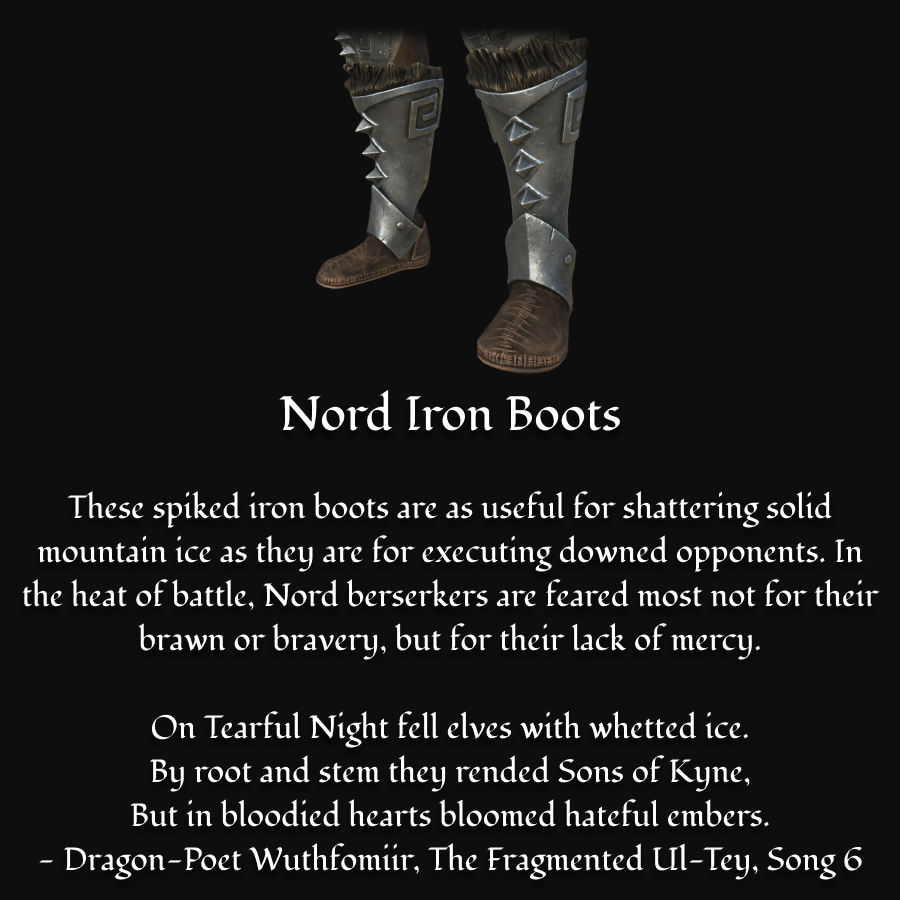 Nord Iron Boots
These spiked iron boots are as useful for shattering solid
mountain ice as they are for executing downed opponents. In
the heat of battle, Nord berserkers are feared most not for their
brawn or bravery, but for their lack of mercy.
On Tearful Night fell elves with whetted ice.
By root and stem they rended Sons of Kyne,
But in bloodied hearts bloomed hateful embers.
- Dragon-Poet Wuthfomiir, The Fragmented Ul-Tey, Song 6